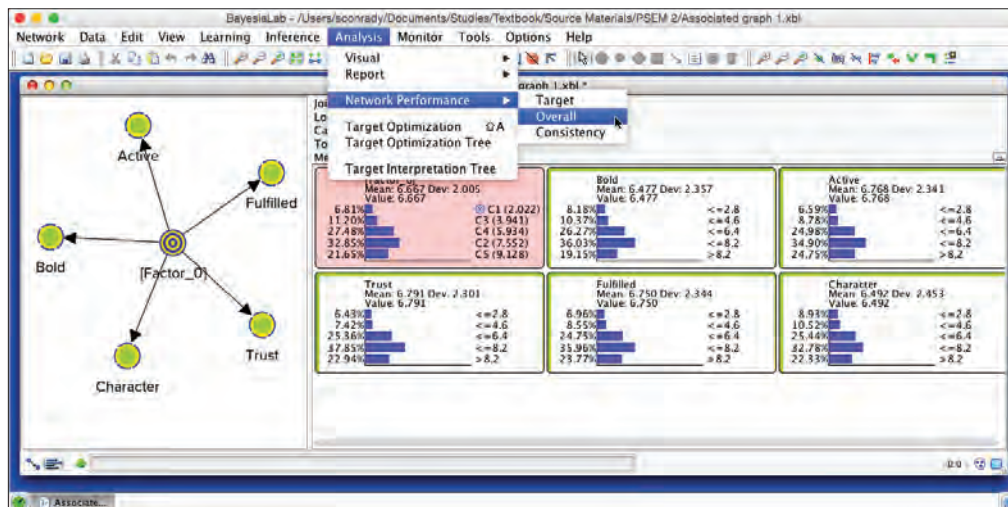 BayesiaLab - /Users/sconrady/Documents/Studies/Textbook/Source Materials/PSEM 2/Associated graph 1.xbl
Network Data Edit View Learning Inference Analysis Monitor Tools Options Help
Visual
Report
Network Performance
Target Optimization ⇧A
Target Optimization Tree
Target Interpretation Tree
Target
Overall
Consistency
graph 1.xbl *
Active
Fulfilled
Bold
[Factor_0]
Trust
Character
[Factor_0]
Mean: 6.667 Dev: 2.005
Value: 6.667
6.81% C1 (2.022)
11.20% C3 (3.941)
27.48% C4 (5.934)
32.85% C2 (7.552)
21.65% C5 (9.128)
Bold
Mean: 6.477 Dev: 2.357
Value: 6.477
8.18% <=2.8
10.37% <=4.6
26.27% <=6.4
36.03% <=8.2
19.15% >8.2
Active
Mean: 6.768 Dev: 2.341
Value: 6.768
6.59% <=2.8
8.78% <=4.6
24.98% <=6.4
34.90% <=8.2
24.75% >8.2
Trust
Mean: 6.791 Dev: 2.301
Value: 6.791
6.43% <=2.8
7.42% <=4.6
25.36% <=6.4
37.85% <=8.2
22.94% >8.2
Fulfilled
Mean: 6.750 Dev: 2.344
Value: 6.750
6.96% <=2.8
8.55% <=4.6
24.75% <=6.4
35.96% <=8.2
23.77% >8.2
Character
Mean: 6.492 Dev: 2.453
Value: 6.492
8.93% <=2.8
10.52% <=4.6
25.44% <=6.4
32.78% <=8.2
22.33% >8.2
Associate...